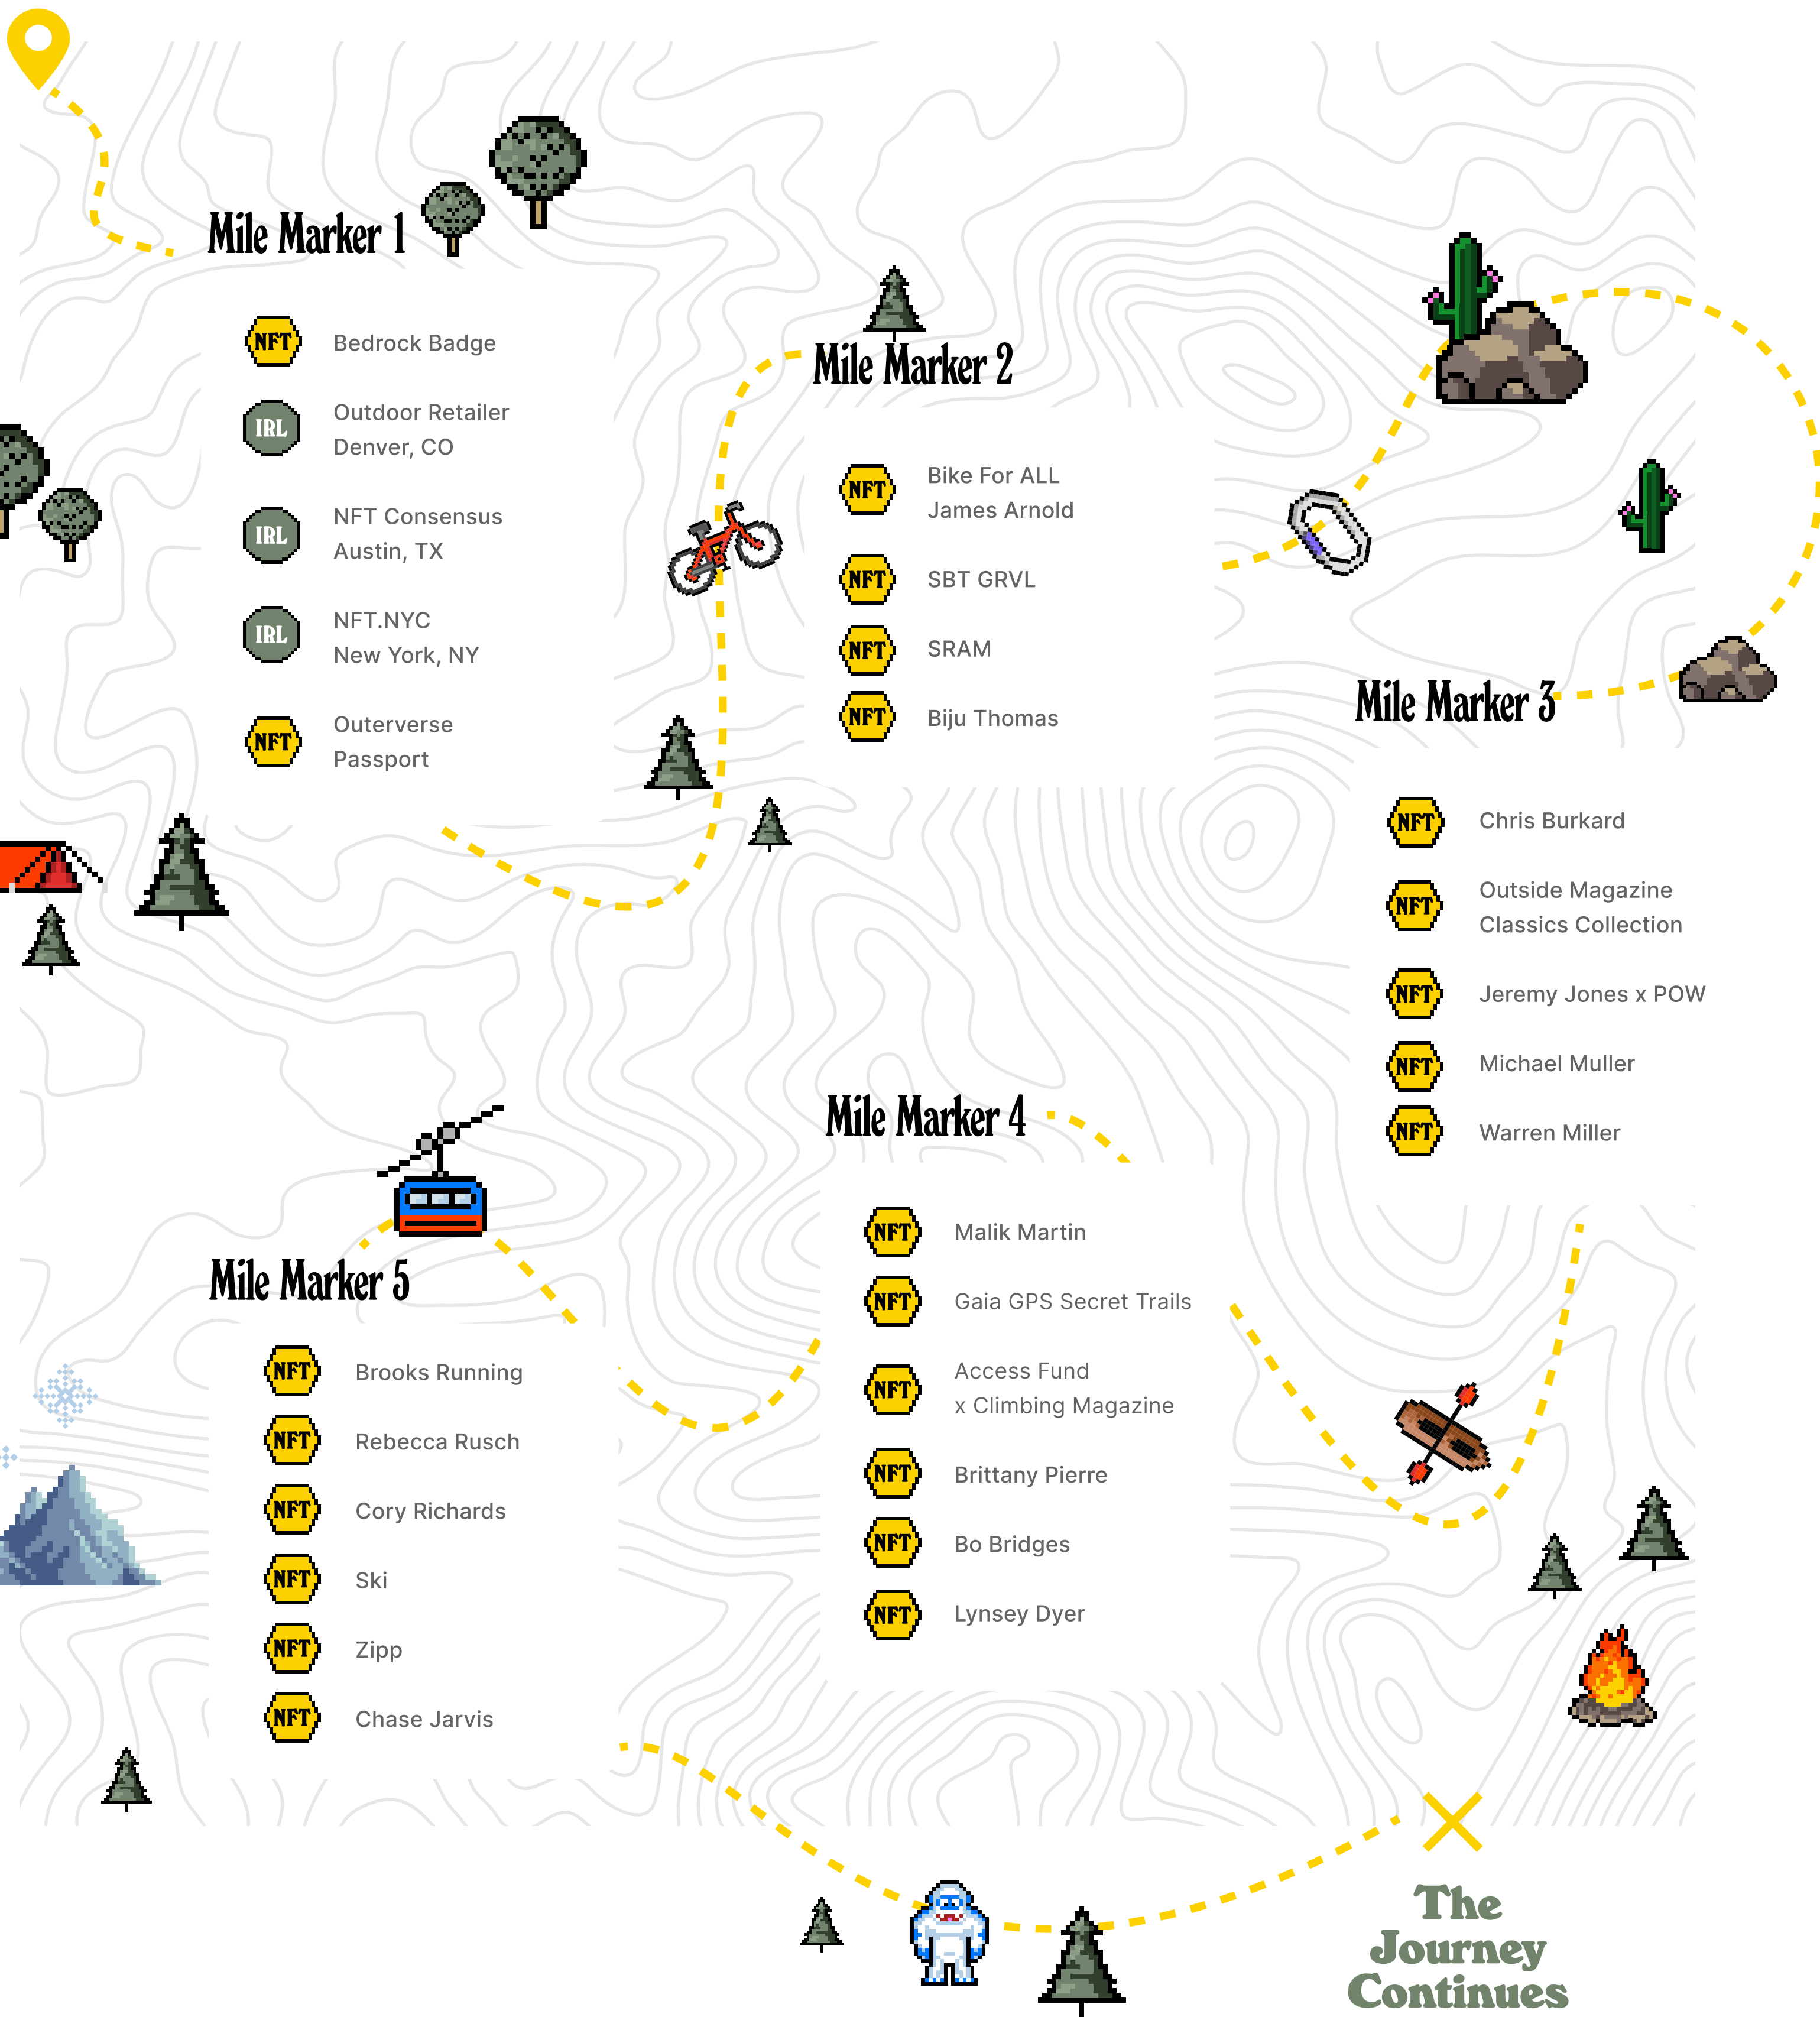 Mile Marker 1
NFT Bedrock Badge
IRL Outdoor Retailer
Denver, CO
IRL NFT Consensus
Austin, TX
IRL NFT.NYC
New York, NY
NFT Outerverse
Passport
Mile Marker 2
NFT Bike For ALL
James Arnold
NFT SBT GRVL
NFT SRAM
NFT Biju Thomas
Mile Marker 3
NFT Chris Burkard
NFT Outside Magazine
Classics Collection
NFT Jeremy Jones x POW
NFT Michael Muller
NFT Warren Miller
Mile Marker 4
NFT Malik Martin
NFT Gaia GPS Secret Trails
NFT Access Fund
x Climbing Magazine
NFT Brittany Pierre
NFT Bo Bridges
NFT Lynsey Dyer
Mile Marker 5
NFT Brooks Running
NFT Rebecca Rusch
NFT Cory Richards
NFT Ski
NFT Zipp
NFT Chase Jarvis
The
Journey
Continues